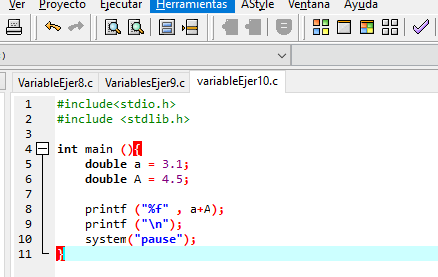 Ver Proyecto Ejecutar Herramientas AStyle Ventana Ayuda
)
VariableEjer8.c VariablesEjer9.c variableEjer10.c
1 #include<stdio.h>
2 #include <stdlib.h>
3
4 int main (){
5 double a = 3.1;
6 double A = 4.5;
7
8 printf ("%f" , a+A);
9 printf ("\n");
10 system("pause");
11 }